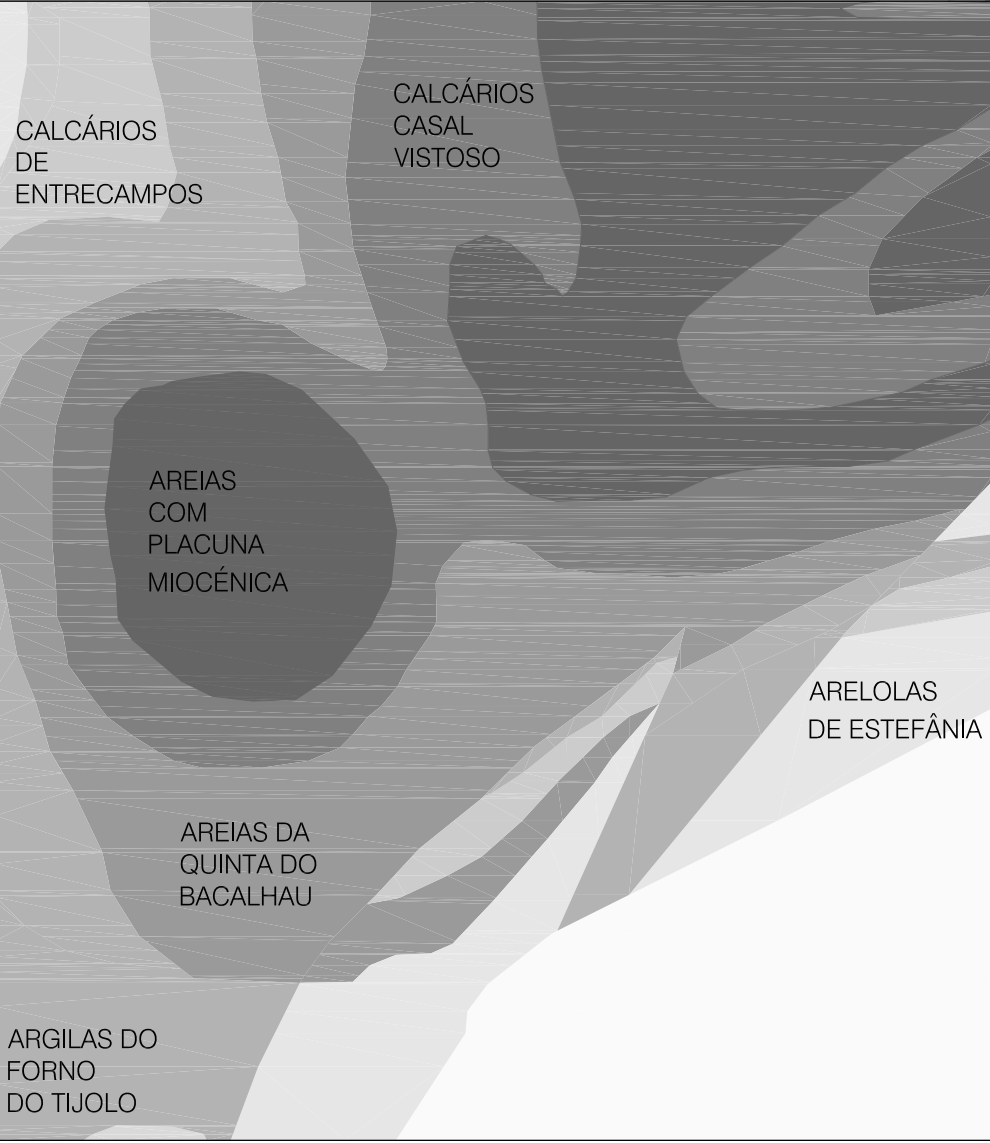 CALCÁRIOS
CASAL
VISTOSO
CALCÁRIOS
DE
ENTRECAMPOS
AREIAS
COM
PLACUNA
MIOCÉNICA
ARELOLAS
DE ESTEFÂNIA
AREIAS DA
QUINTA DO
BACALHAU
ARGILAS DO
FORNO
DO TIJOLO